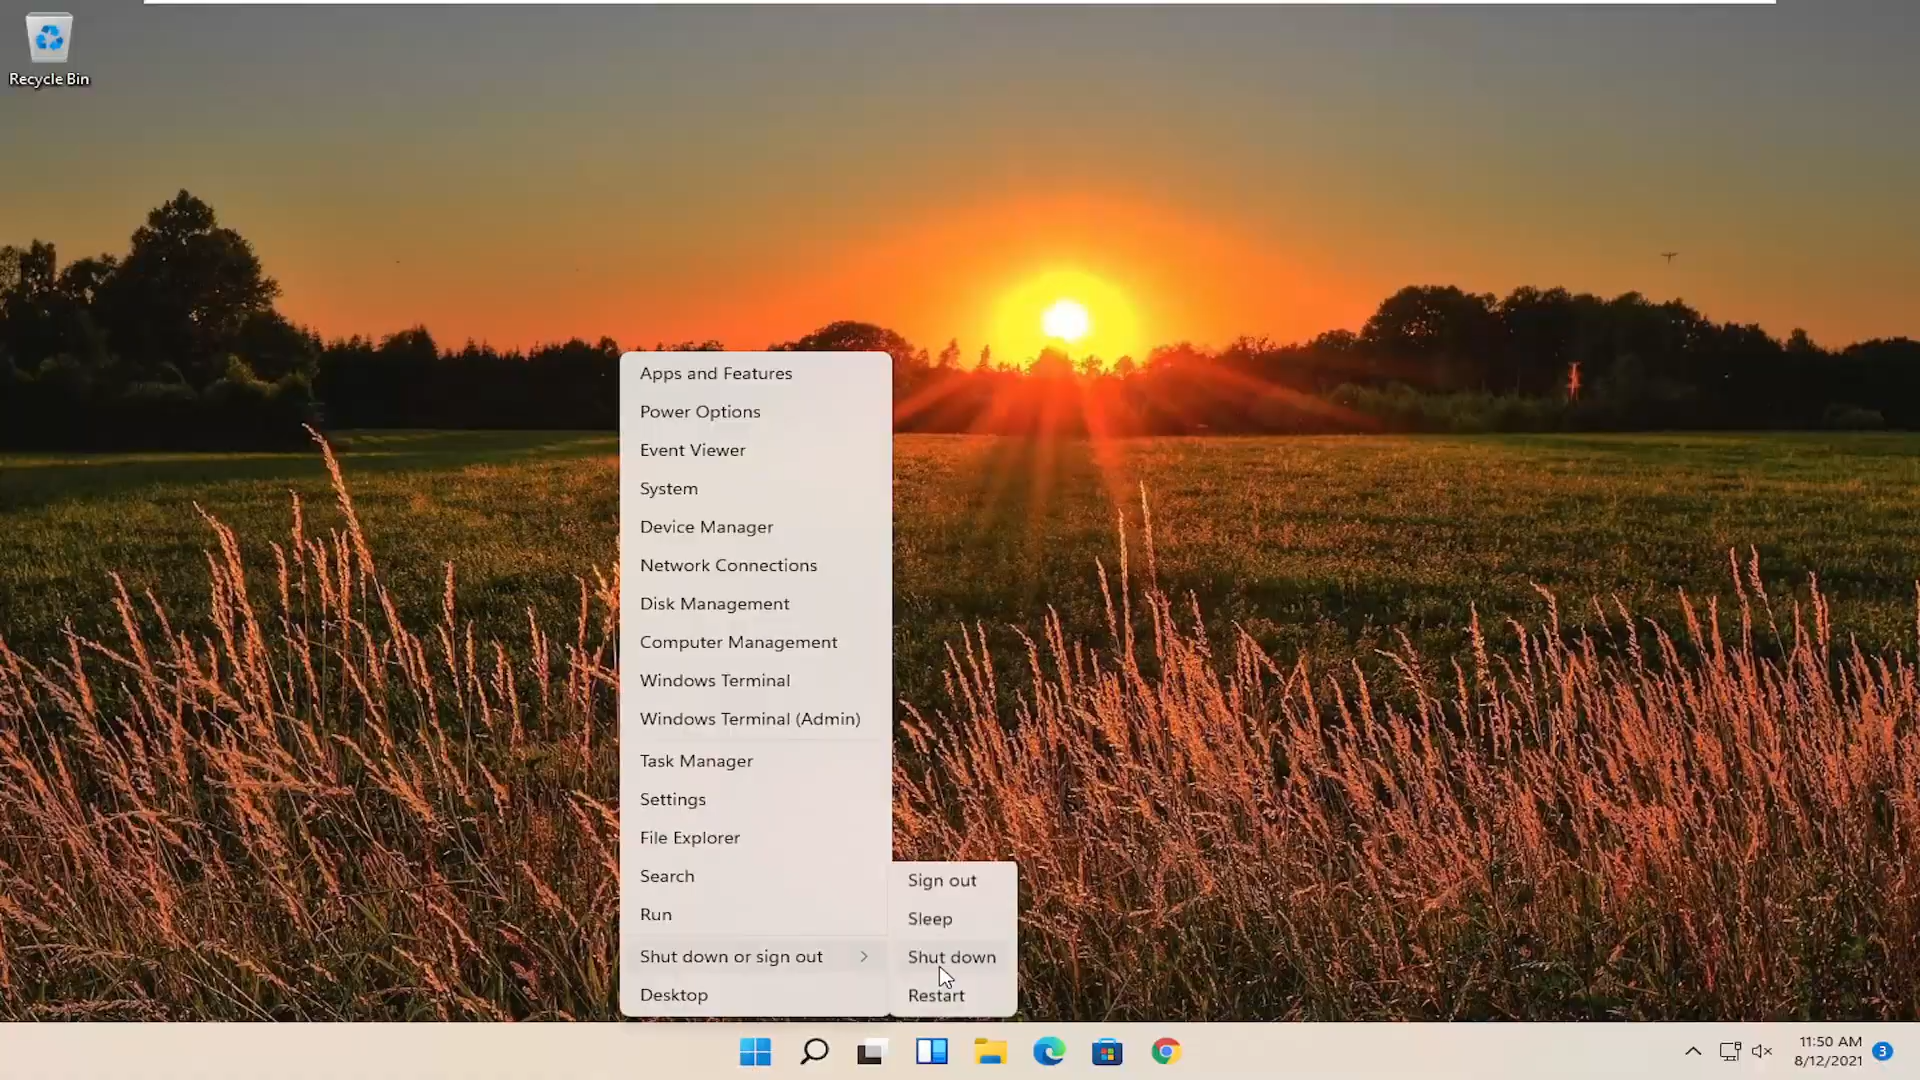 Recycle Bin
Apps and Features
Power Options
Event Viewer
System
Device Manager
Network Connections
Disk Management
Computer Management
Windows Terminal
Windows Terminal (Admin)
Task Manager
Settings
File Explorer
Search
Run
Shut down or sign out
Desktop
Sign out
Sleep
Shut down
Restart
11:50 AM
8/12/2021
3